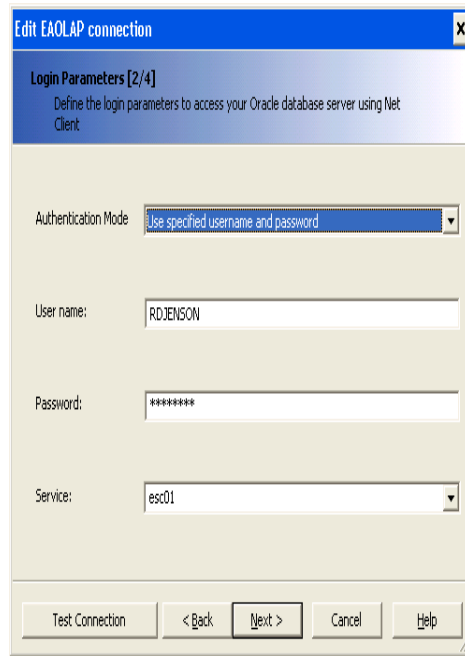 Edit EAOLAP connection
Login Parameters [2/4]
Define the login parameters to access your Oracle database server using Net
Client
Authentication Mode
Use specified username and password
User name:
RDJENSON
Password:
********
Service:
esc01
Test Connection
< Back
Next >
Cancel
Help